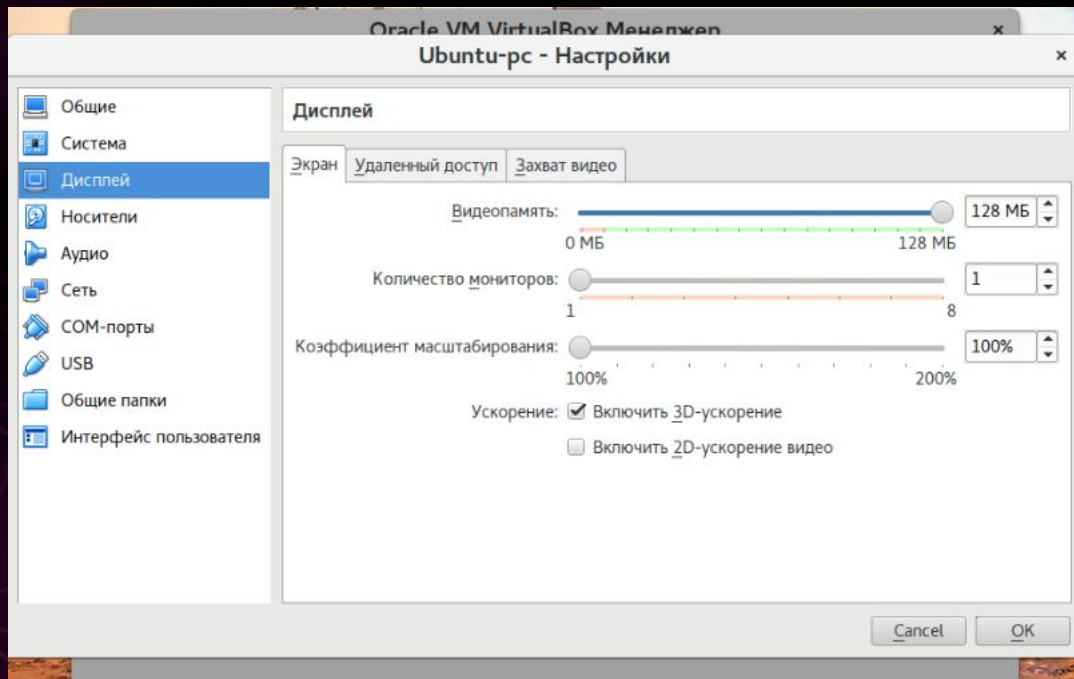 Oracle VM VirtualBox Менеджер
Ubuntu-pc - Настройки
Общие
Система
Дисплей
Носители
Аудио
Сеть
COM-порты
USB
Общие папки
Интерфейс пользователя
Дисплей
Экран Удаленный доступ Захват видео
Видеопамять: 128 МБ
0 МБ 128 МБ
Количество мониторов: 1
1 8
Коэффициент масштабирования: 100%
100% 200%
Ускорение: Включить 3D-ускорение
Включить 2D-ускорение видео
Cancel OK